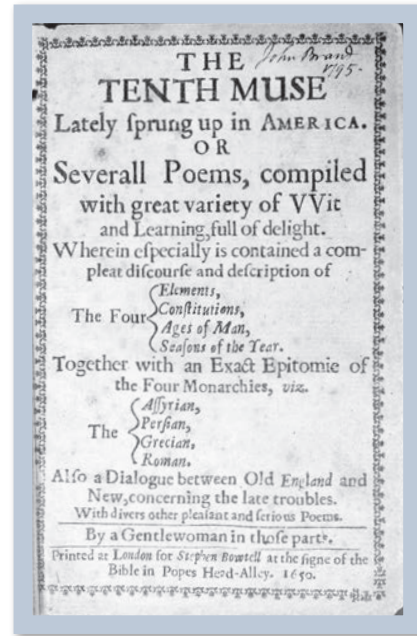 THE
John Brand
1795.
TENTH MUSE
Lately ſprung up in AMERICA.
OR
Severall Poems, compiled
with great variety of VVit
and Learning, full of delight.
Wherein eſpecially is contained a com-
pleat diſcourſe and deſcription of
The Four
Elements,
Conſtitutions,
Ages of Man,
Seaſons of the Year.
Together with an Exact Epitomie of
the Four Monarchies, viz.
The
Aſſyrian,
Perſian,
Grecian,
Roman.
Alſo a Dialogue between Old England and
New, concerning the late troubles.
With divers other pleaſant and ſerious Poems.
By a Gentlewoman in thoſe parts.
Printed at London for Stephen Bowtell at the ſigne of the
Bible in Popes Head-Alley. 1650.